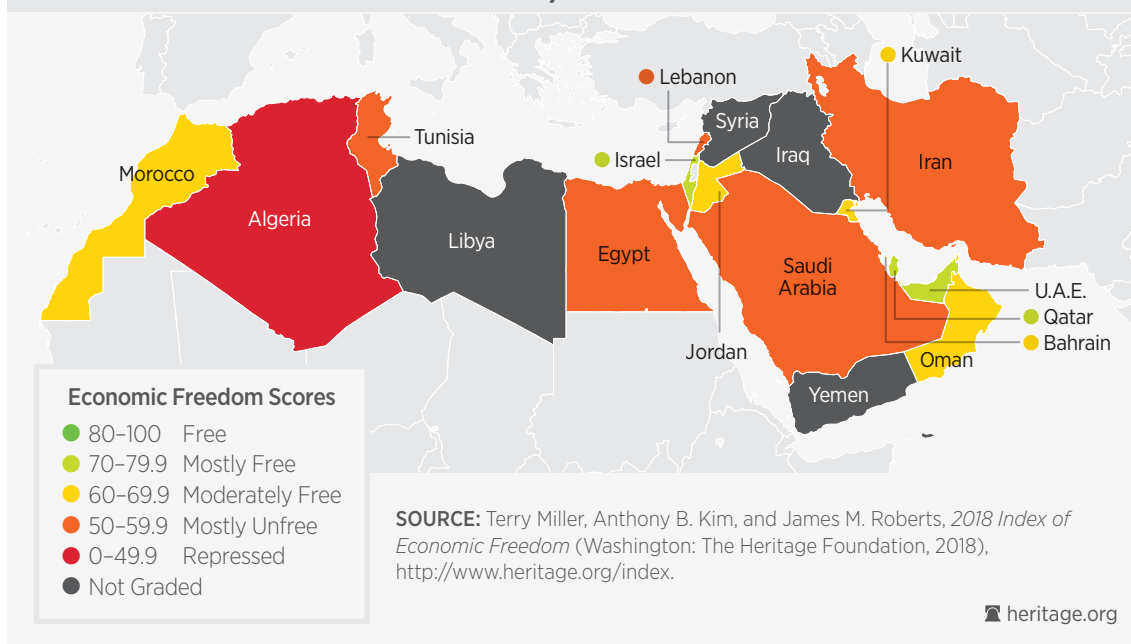 Kuwait
Lebanon
Syria
Tunisia
Israel
Iraq
Iran
Morocco
Algeria
Libya
Egypt
Saudi
Arabia
U.A.E.
Qatar
Bahrain
Jordan
Oman
Yemen
Economic Freedom Scores
80–100 Free
70–79.9 Mostly Free
60–69.9 Moderately Free
50–59.9 Mostly Unfree
0–49.9 Repressed
Not Graded
SOURCE: Terry Miller, Anthony B. Kim, and James M. Roberts, 2018 Index of
Economic Freedom (Washington: The Heritage Foundation, 2018),
http://www.heritage.org/index.
heritage.org